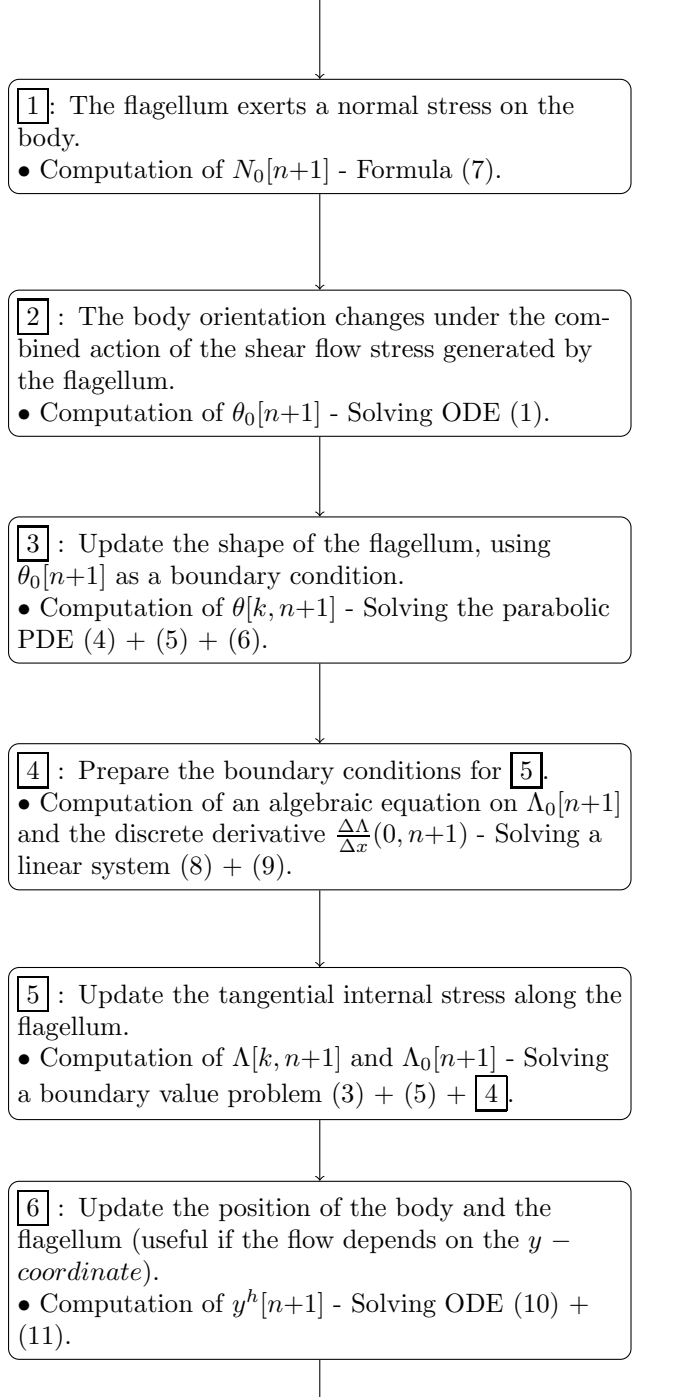 1 : The flagellum exerts a normal stress on the
body.
• Computation of N₀[n+1] - Formula (7).
2 : The body orientation changes under the com-
bined action of the shear flow stress generated by
the flagellum.
• Computation of θ₀[n+1] - Solving ODE (1).
3 : Update the shape of the flagellum, using
θ₀[n+1] as a boundary condition.
• Computation of θ[k, n+1] - Solving the parabolic
PDE (4) + (5) + (6).
4 : Prepare the boundary conditions for 5.
• Computation of an algebraic equation on Λ₀[n+1]
and the discrete derivative ΔΛ/Δx(0, n+1) - Solving a
linear system (8) + (9).
5 : Update the tangential internal stress along the
flagellum.
• Computation of Λ[k, n+1] and Λ₀[n+1] - Solving
a boundary value problem (3) + (5) + 4.
6 : Update the position of the body and the
flagellum (useful if the flow depends on the y −
coordinate).
• Computation of yʰ[n+1] - Solving ODE (10) +
(11).